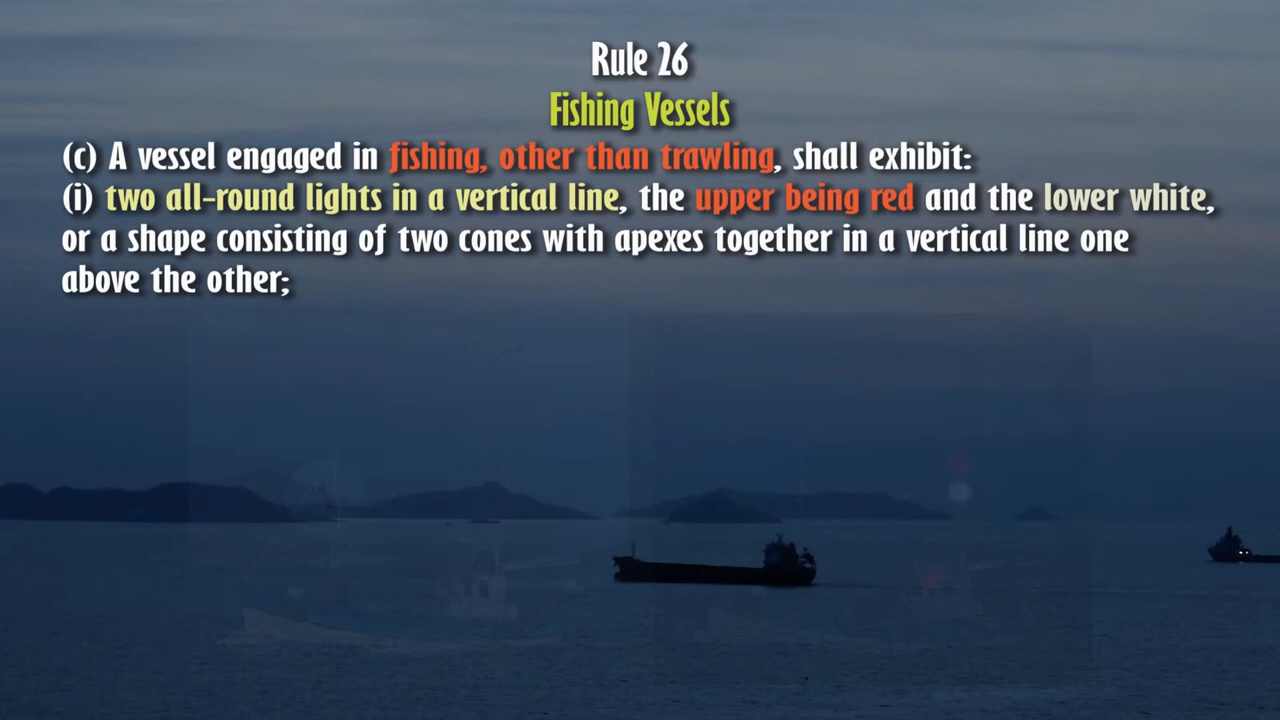 Rule 26
Fishing Vessels
(c) A vessel engaged in fishing, other than trawling, shall exhibit:
(i) two all-round lights in a vertical line, the upper being red and the lower white,
or a shape consisting of two cones with apexes together in a vertical line one
above the other;